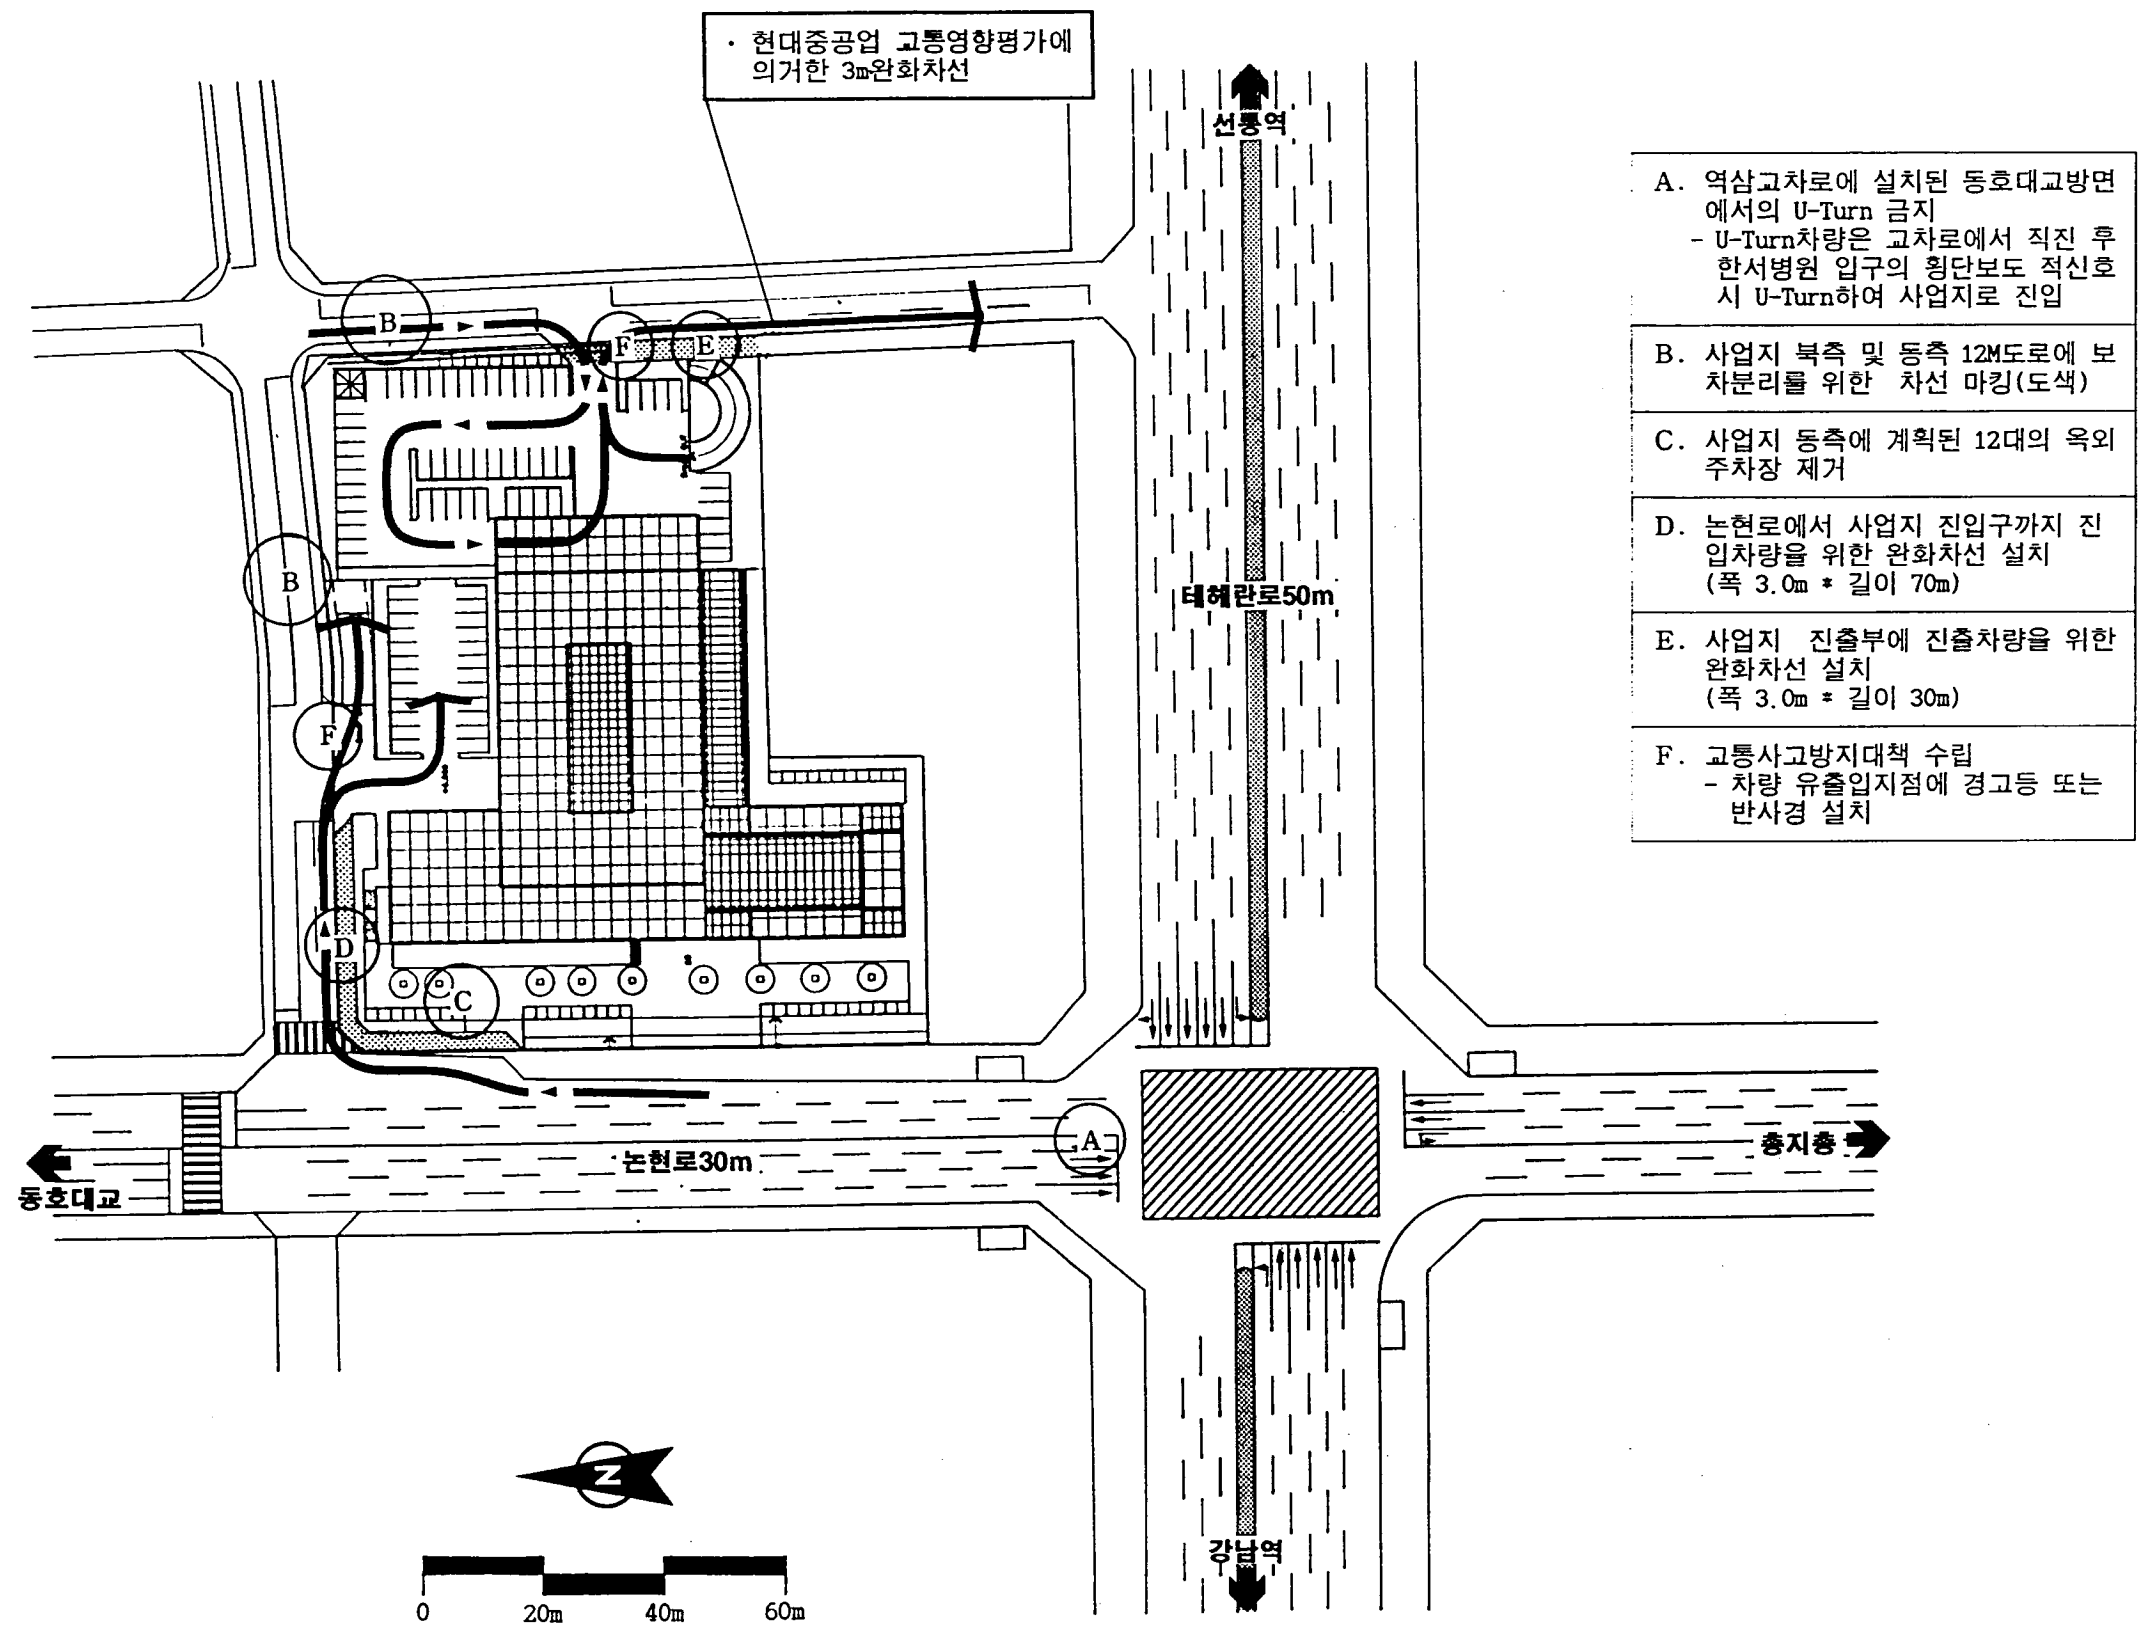 · 현대중공업 교통영향평가에
의거한 3m완화차선
선릉역
A. 역삼교차로에 설치된 동호대교방면
에서의 U-Turn 금지
- U-Turn차량은 교차로에서 직진 후
한서병원 입구의 횡단보도 적신호
시 U-Turn하여 사업지로 진입
B. 사업지 북측 및 동측 12M도로에 보
차분리를 위한 차선 마킹(도색)
C. 사업지 동측에 계획된 12대의 옥외
주차장 제거
D. 논현로에서 사업지 진입구까지 진
입차량을 위한 완화차선 설치
(폭 3.0m * 길이 70m)
E. 사업지 진출부에 진출차량을 위한
완화차선 설치
(폭 3.0m * 길이 30m)
F. 교통사고방지대책 수립
- 차량 유출입지점에 경고등 또는
반사경 설치
B
F
E
B
테헤란로50m
F
D
C
A
논현로30m
총지총
동호대교
N
강남역
0
20m
40m
60m